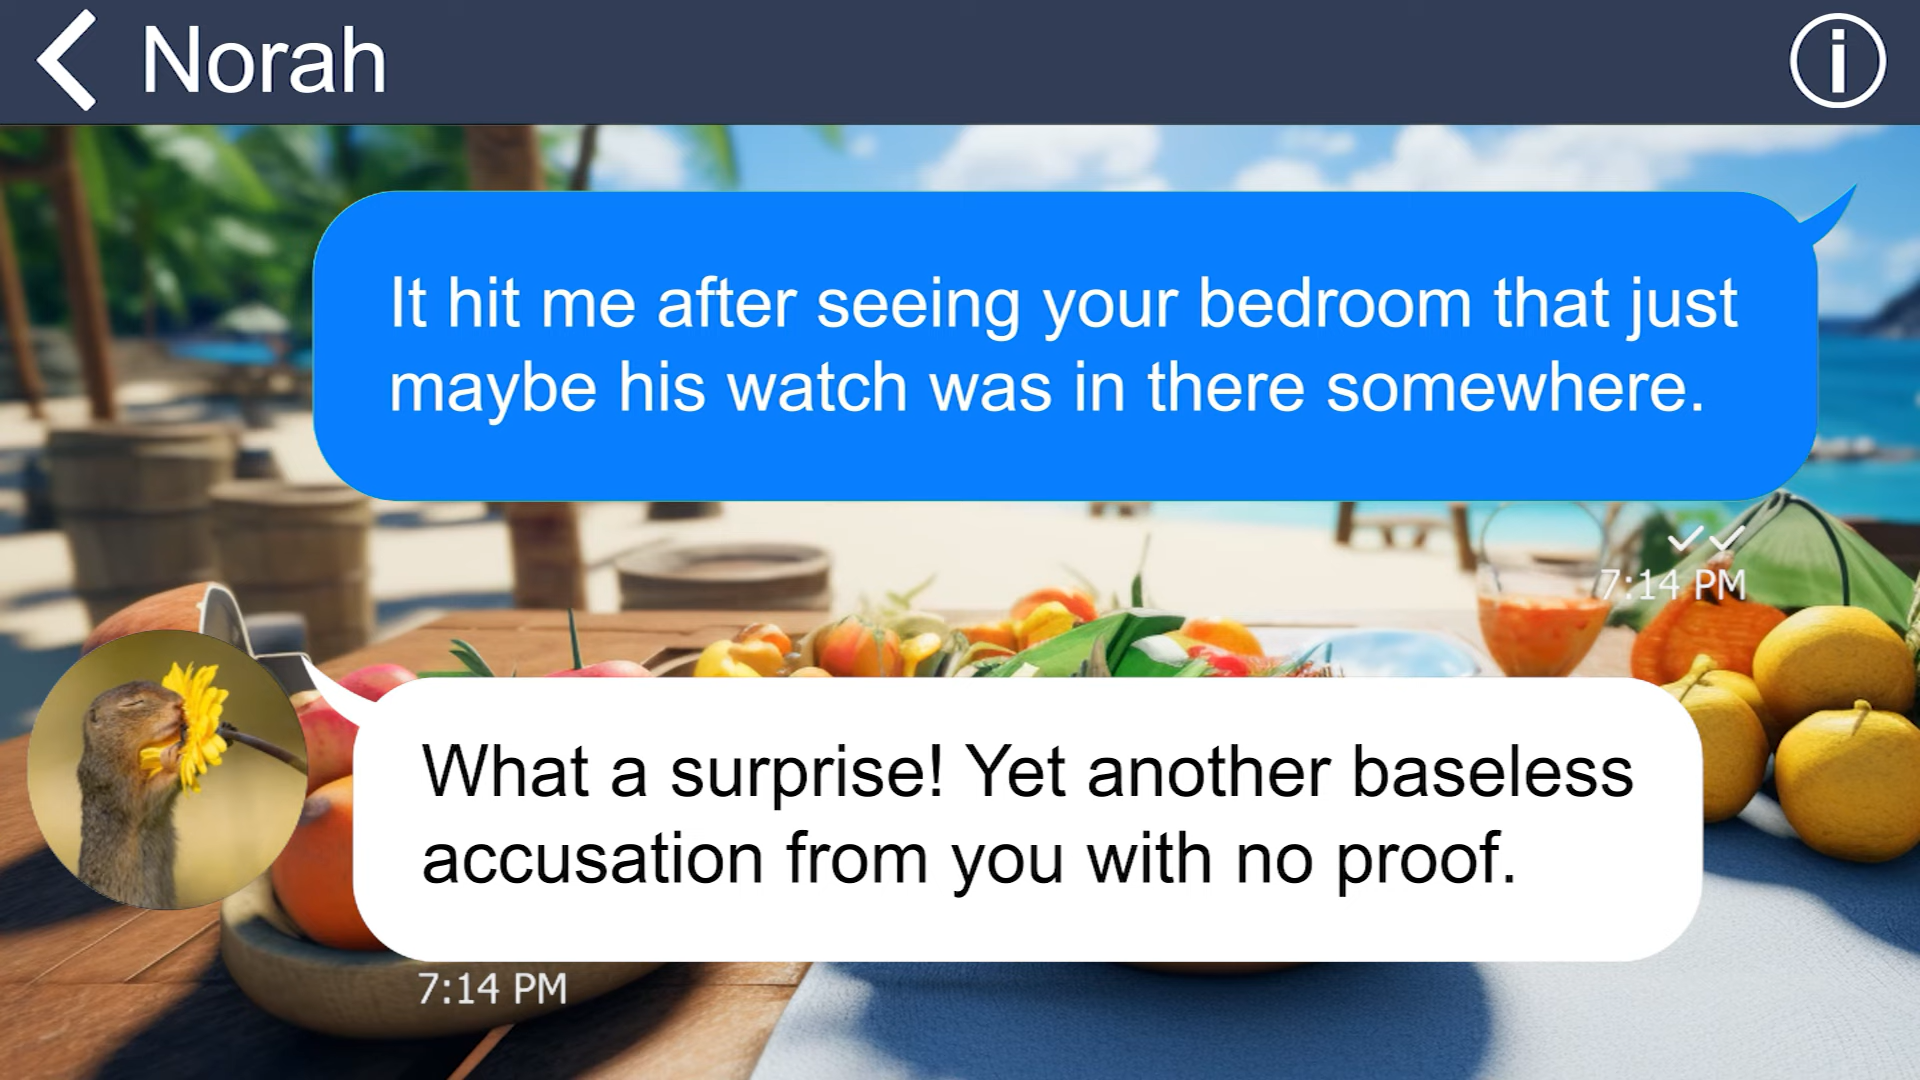 Norah
It hit me after seeing your bedroom that just
maybe his watch was in there somewhere.
7:14 PM
What a surprise! Yet another baseless
accusation from you with no proof.
7:14 PM